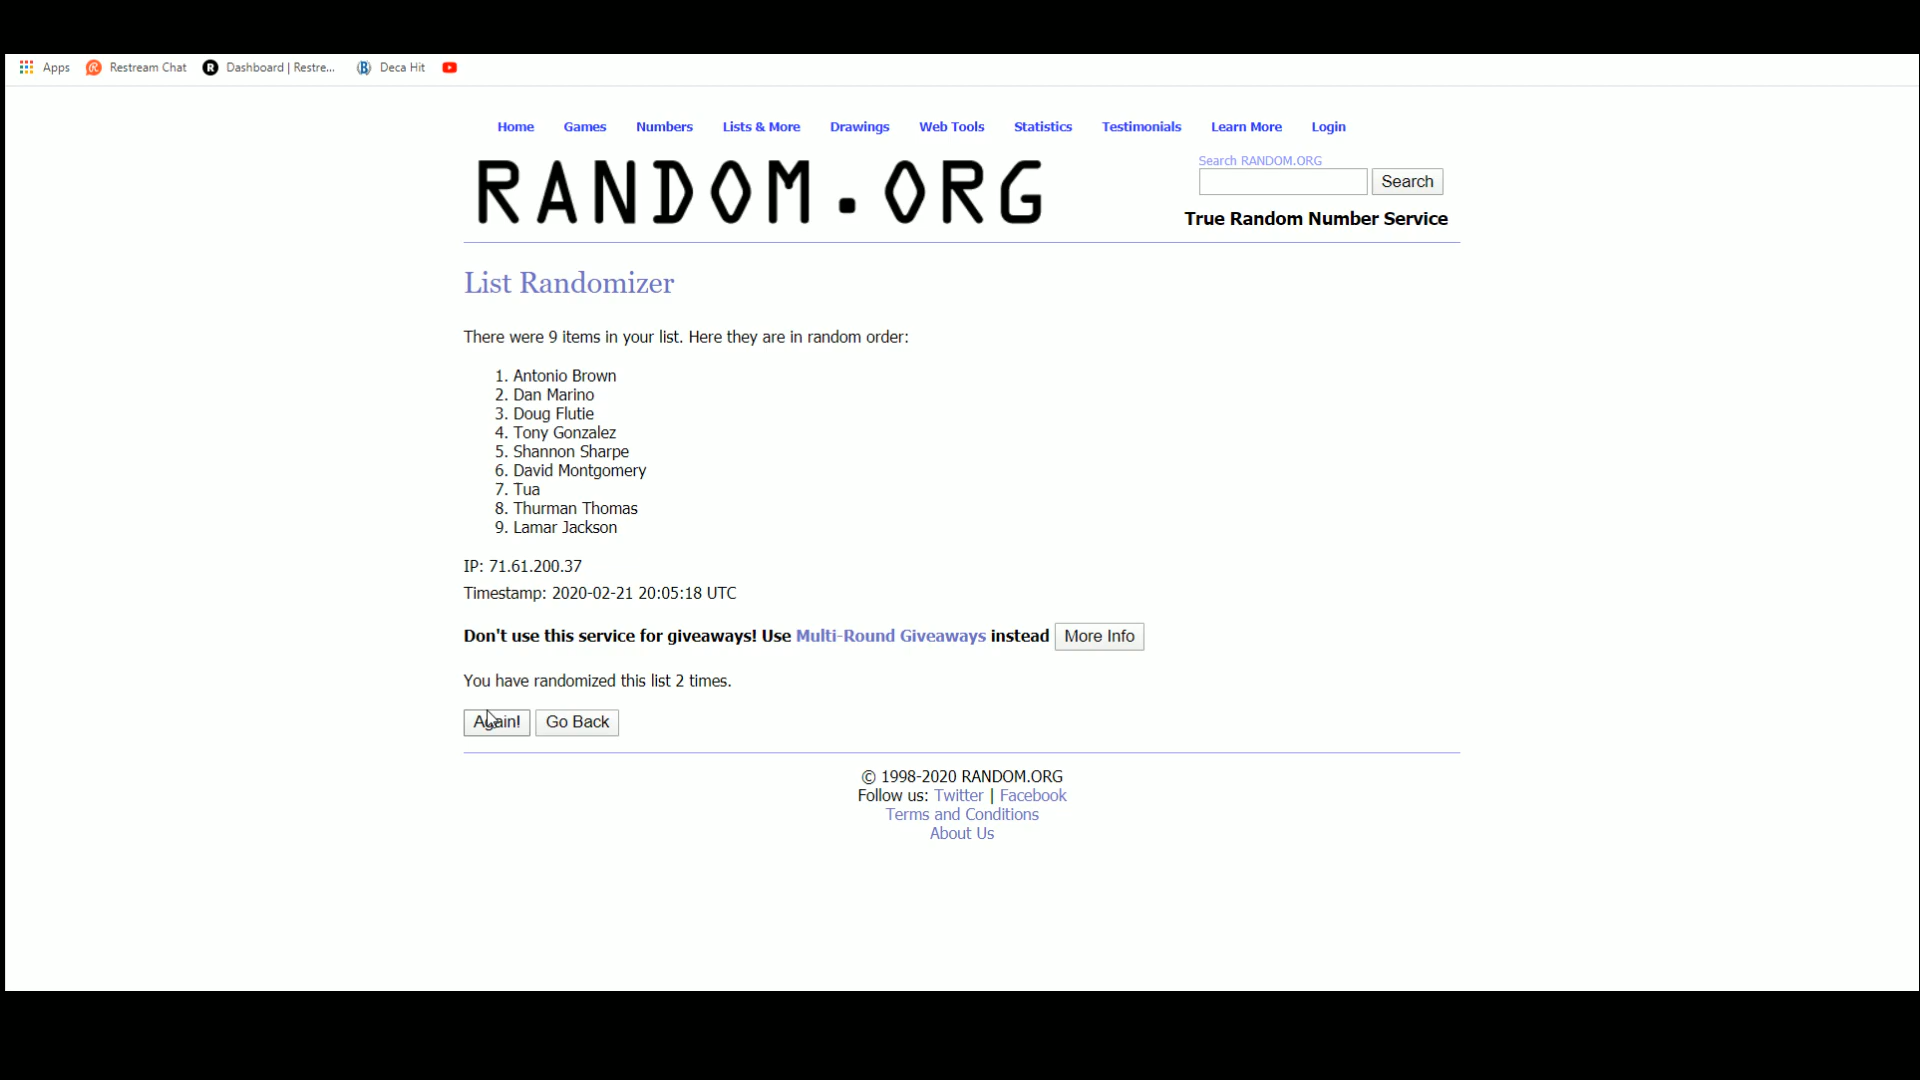 Apps Restream Chat Dashboard | Restre... Deca Hit
Home Games Numbers Lists & More Drawings Web Tools Statistics Testimonials Learn More Login
RANDOM.ORG
Search RANDOM.ORG
Search
True Random Number Service
List Randomizer
There were 9 items in your list. Here they are in random order:
1. Antonio Brown
2. Dan Marino
3. Doug Flutie
4. Tony Gonzalez
5. Shannon Sharpe
6. David Montgomery
7. Tua
8. Thurman Thomas
9. Lamar Jackson
IP: 71.61.200.37
Timestamp: 2020-02-21 20:05:18 UTC
Don't use this service for giveaways! Use Multi-Round Giveaways instead More Info
You have randomized this list 2 times.
Again! Go Back
© 1998-2020 RANDOM.ORG
Follow us: Twitter | Facebook
Terms and Conditions
About Us